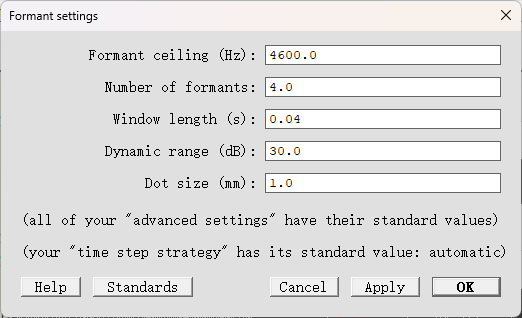 Formant settings
Formant ceiling (Hz): 4600.0
Number of formants: 4.0
Window length (s): 0.04
Dynamic range (dB): 30.0
Dot size (mm): 1.0
(all of your "advanced settings" have their standard values)
(your "time step strategy" has its standard value: automatic)
Help Standards Cancel Apply OK